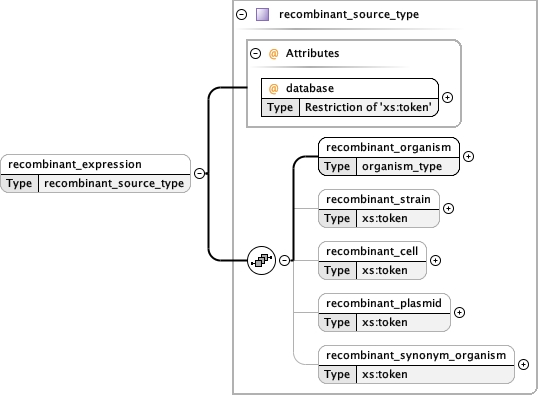 recombinant_source_type
@ Attributes
@ database
Type Restriction of 'xs:token'
recombinant_expression
Type recombinant_source_type
recombinant_organism
Type organism_type
recombinant_strain
Type xs:token
recombinant_cell
Type xs:token
recombinant_plasmid
Type xs:token
recombinant_synonym_organism
Type xs:token